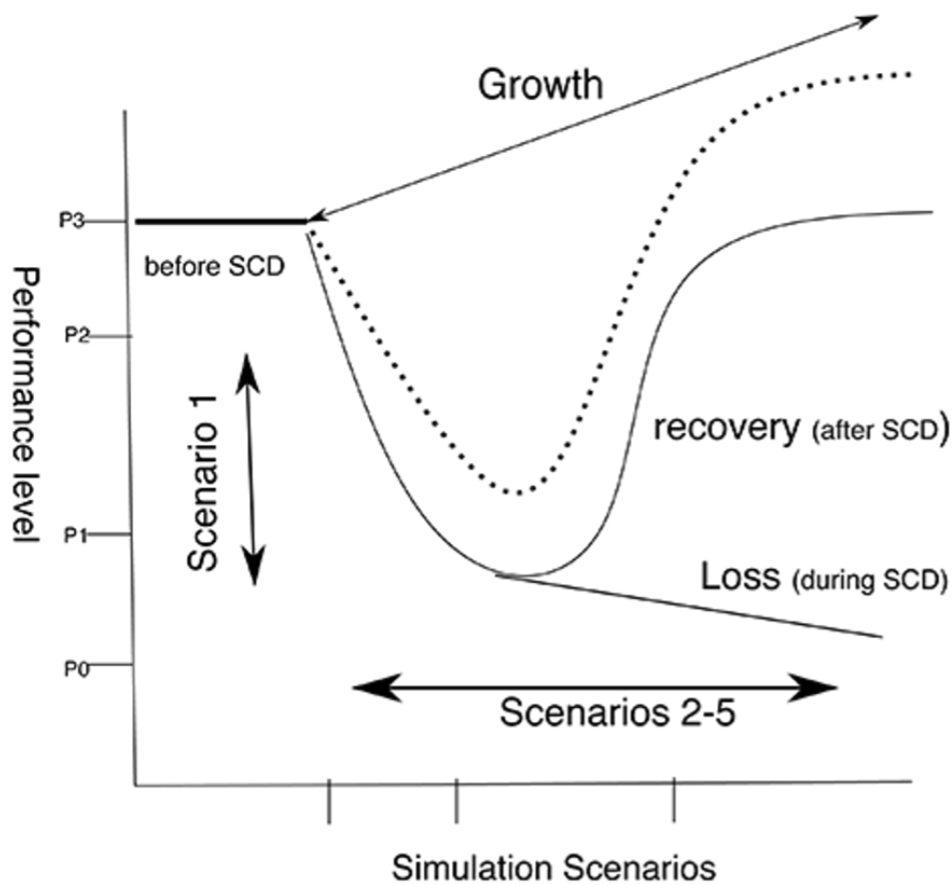 Growth
P3
before SCD
P2
Performance level
Scenario 1
recovery (after SCD)
P1
Loss (during SCD)
P0
Scenarios 2-5
Simulation Scenarios